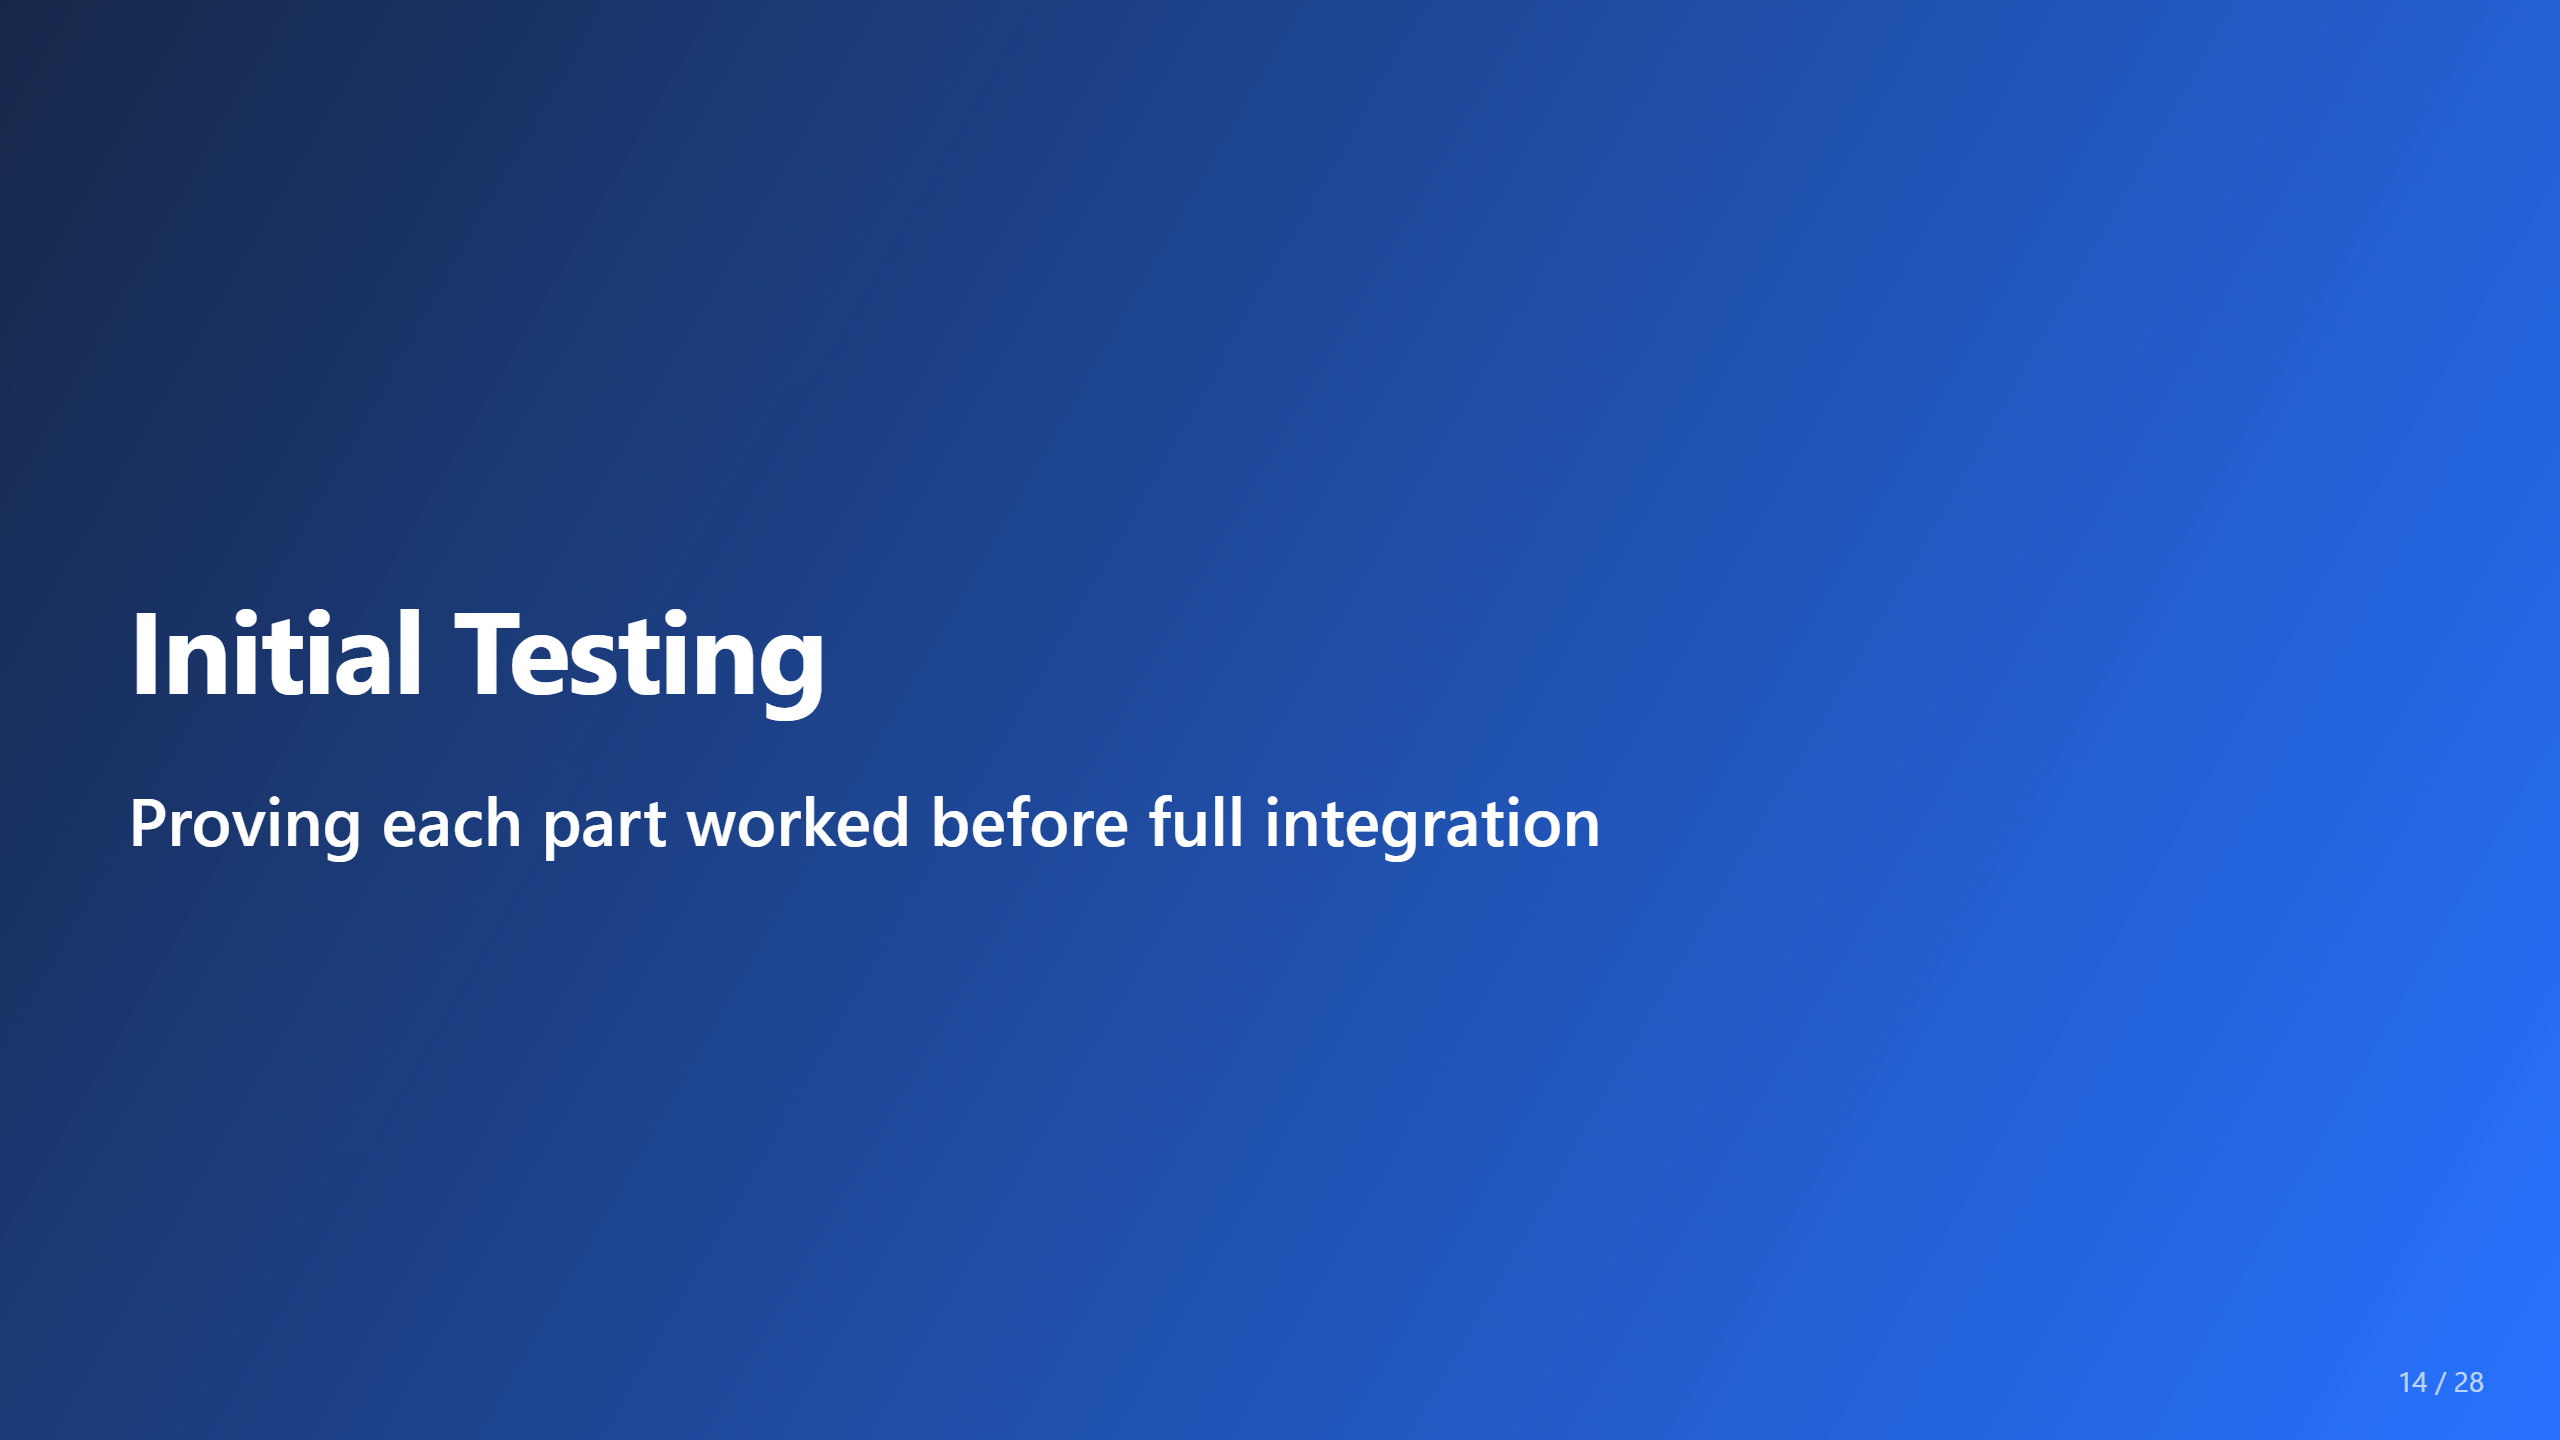 Initial Testing
Proving each part worked before full integration
14 / 28